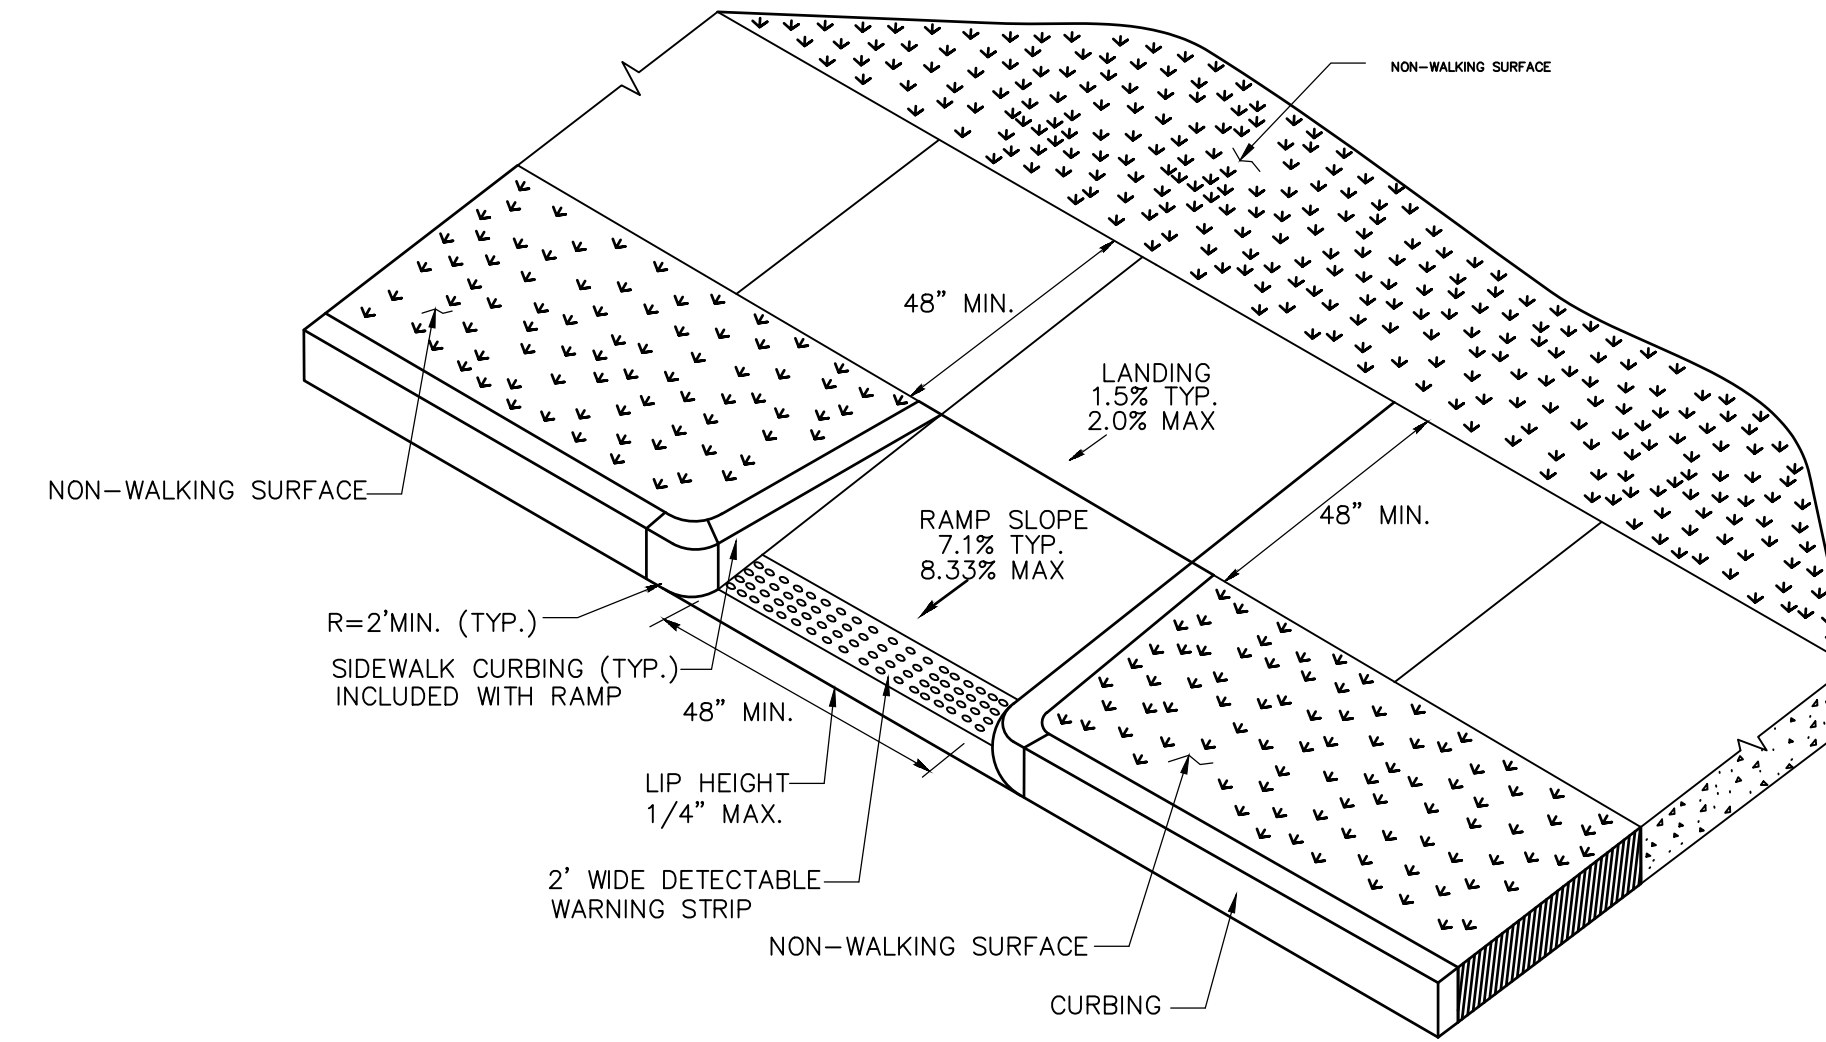 NON-WALKING SURFACE
48" MIN.
LANDING
1.5% TYP.
2.0% MAX
NON-WALKING SURFACE
48" MIN.
RAMP SLOPE
7.1% TYP.
8.33% MAX
R=2'MIN. (TYP.)
SIDEWALK CURBING (TYP.)
INCLUDED WITH RAMP
48" MIN.
LIP HEIGHT
1/4" MAX.
2' WIDE DETECTABLE
WARNING STRIP
NON-WALKING SURFACE
CURBING